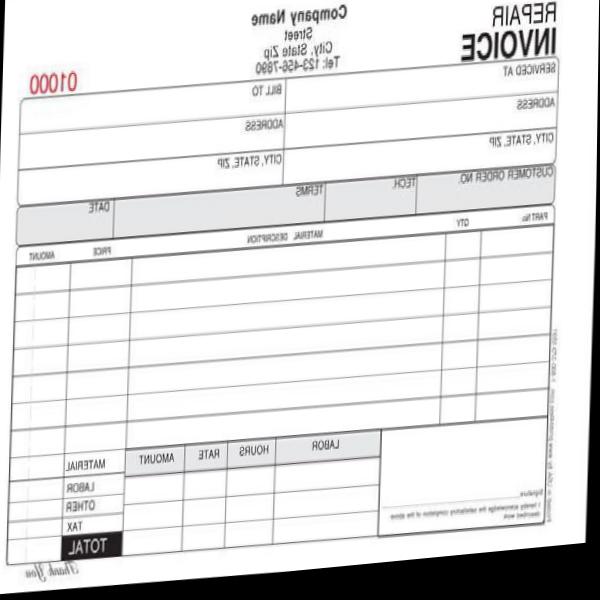 REPAIR
INVOICE
Company Name
Street
City, State Zip
Tel: 123-456-7890
01000
SERVICED AT
BILL TO
ADDRESS
ADDRESS
CITY, STATE, ZIP
CITY, STATE, ZIP
CUSTOMER ORDER NO.
TECH.
TERMS
DATE
PART No.
QTY
MATERIAL DESCRIPTION
PRICE
AMOUNT
LABOR
HOURS
RATE
AMOUNT
MATERIAL
LABOR
OTHER
TAX
TOTAL
Signature
I hereby acknowledge the satisfactory completion of the above
described work.
Thank You